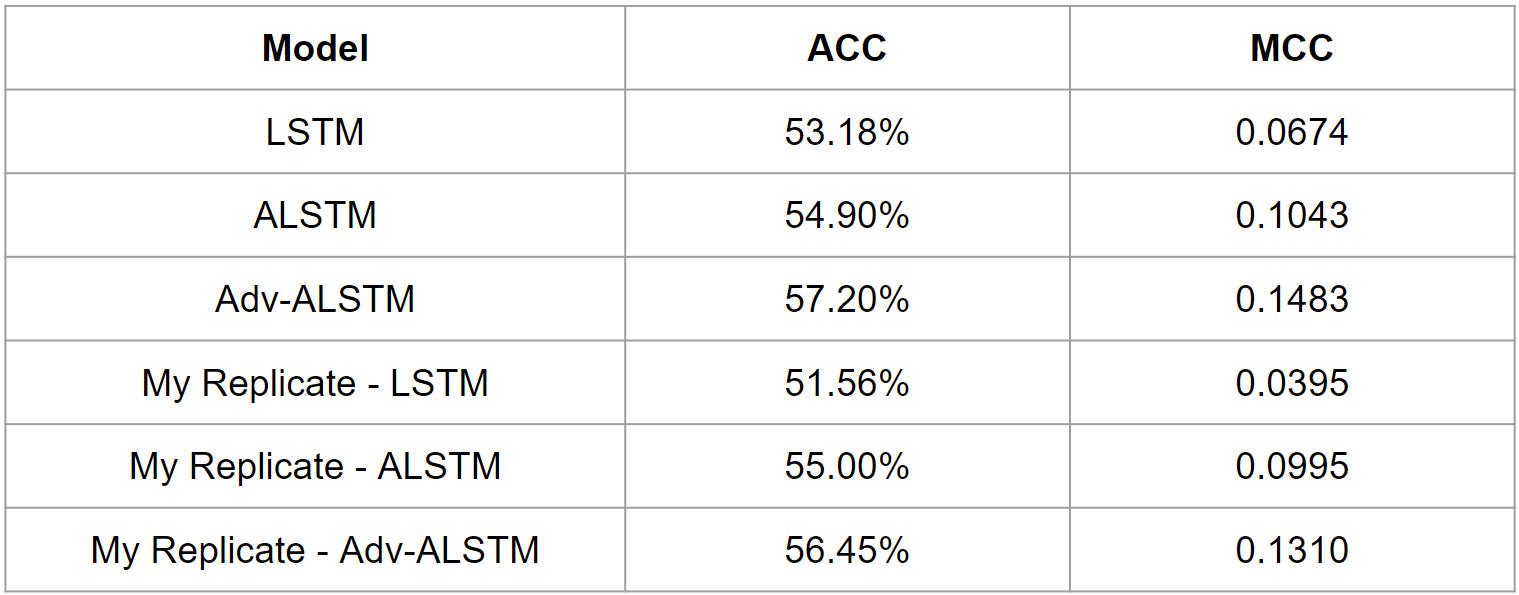 Model ACC MCC
LSTM 53.18% 0.0674
ALSTM 54.90% 0.1043
Adv-ALSTM 57.20% 0.1483
My Replicate - LSTM 51.56% 0.0395
My Replicate - ALSTM 55.00% 0.0995
My Replicate - Adv-ALSTM 56.45% 0.1310